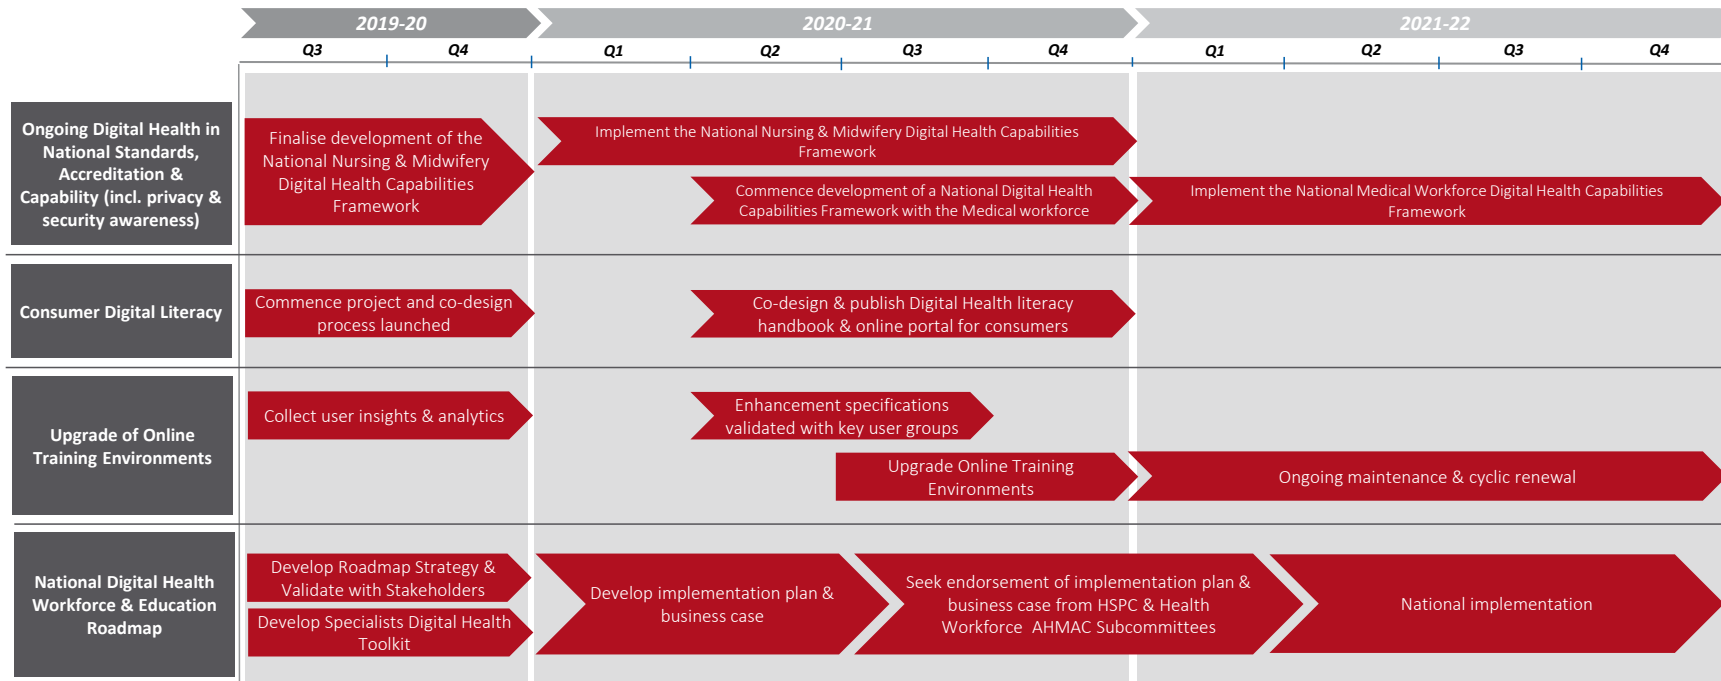 2019-20
2020-21
2021-22
Q3
Q4
Q1
Q2
Q3
Q4
Q1
Q2
Q3
Q4
Ongoing Digital Health in
National Standards,
Accreditation &
Capability (incl. privacy &
security awareness)
Finalise development of the
National Nursing & Midwifery
Digital Health Capabilities
Framework
Implement the National Nursing & Midwifery Digital Health Capabilities
Framework
Commence development of a National Digital Health
Capabilities Framework with the Medical workforce
Implement the National Medical Workforce Digital Health Capabilities
Framework
Consumer Digital Literacy
Commence project and co-design
process launched
Co-design & publish Digital Health literacy
handbook & online portal for consumers
Upgrade of Online
Training Environments
Collect user insights & analytics
Enhancement specifications
validated with key user groups
Upgrade Online Training
Environments
Ongoing maintenance & cyclic renewal
National Digital Health
Workforce & Education
Roadmap
Develop Roadmap Strategy &
Validate with Stakeholders
Develop Specialists Digital Health
Toolkit
Develop implementation plan &
business case
Seek endorsement of implementation plan &
business case from HSPC & Health
Workforce AHMAC Subcommittees
National implementation